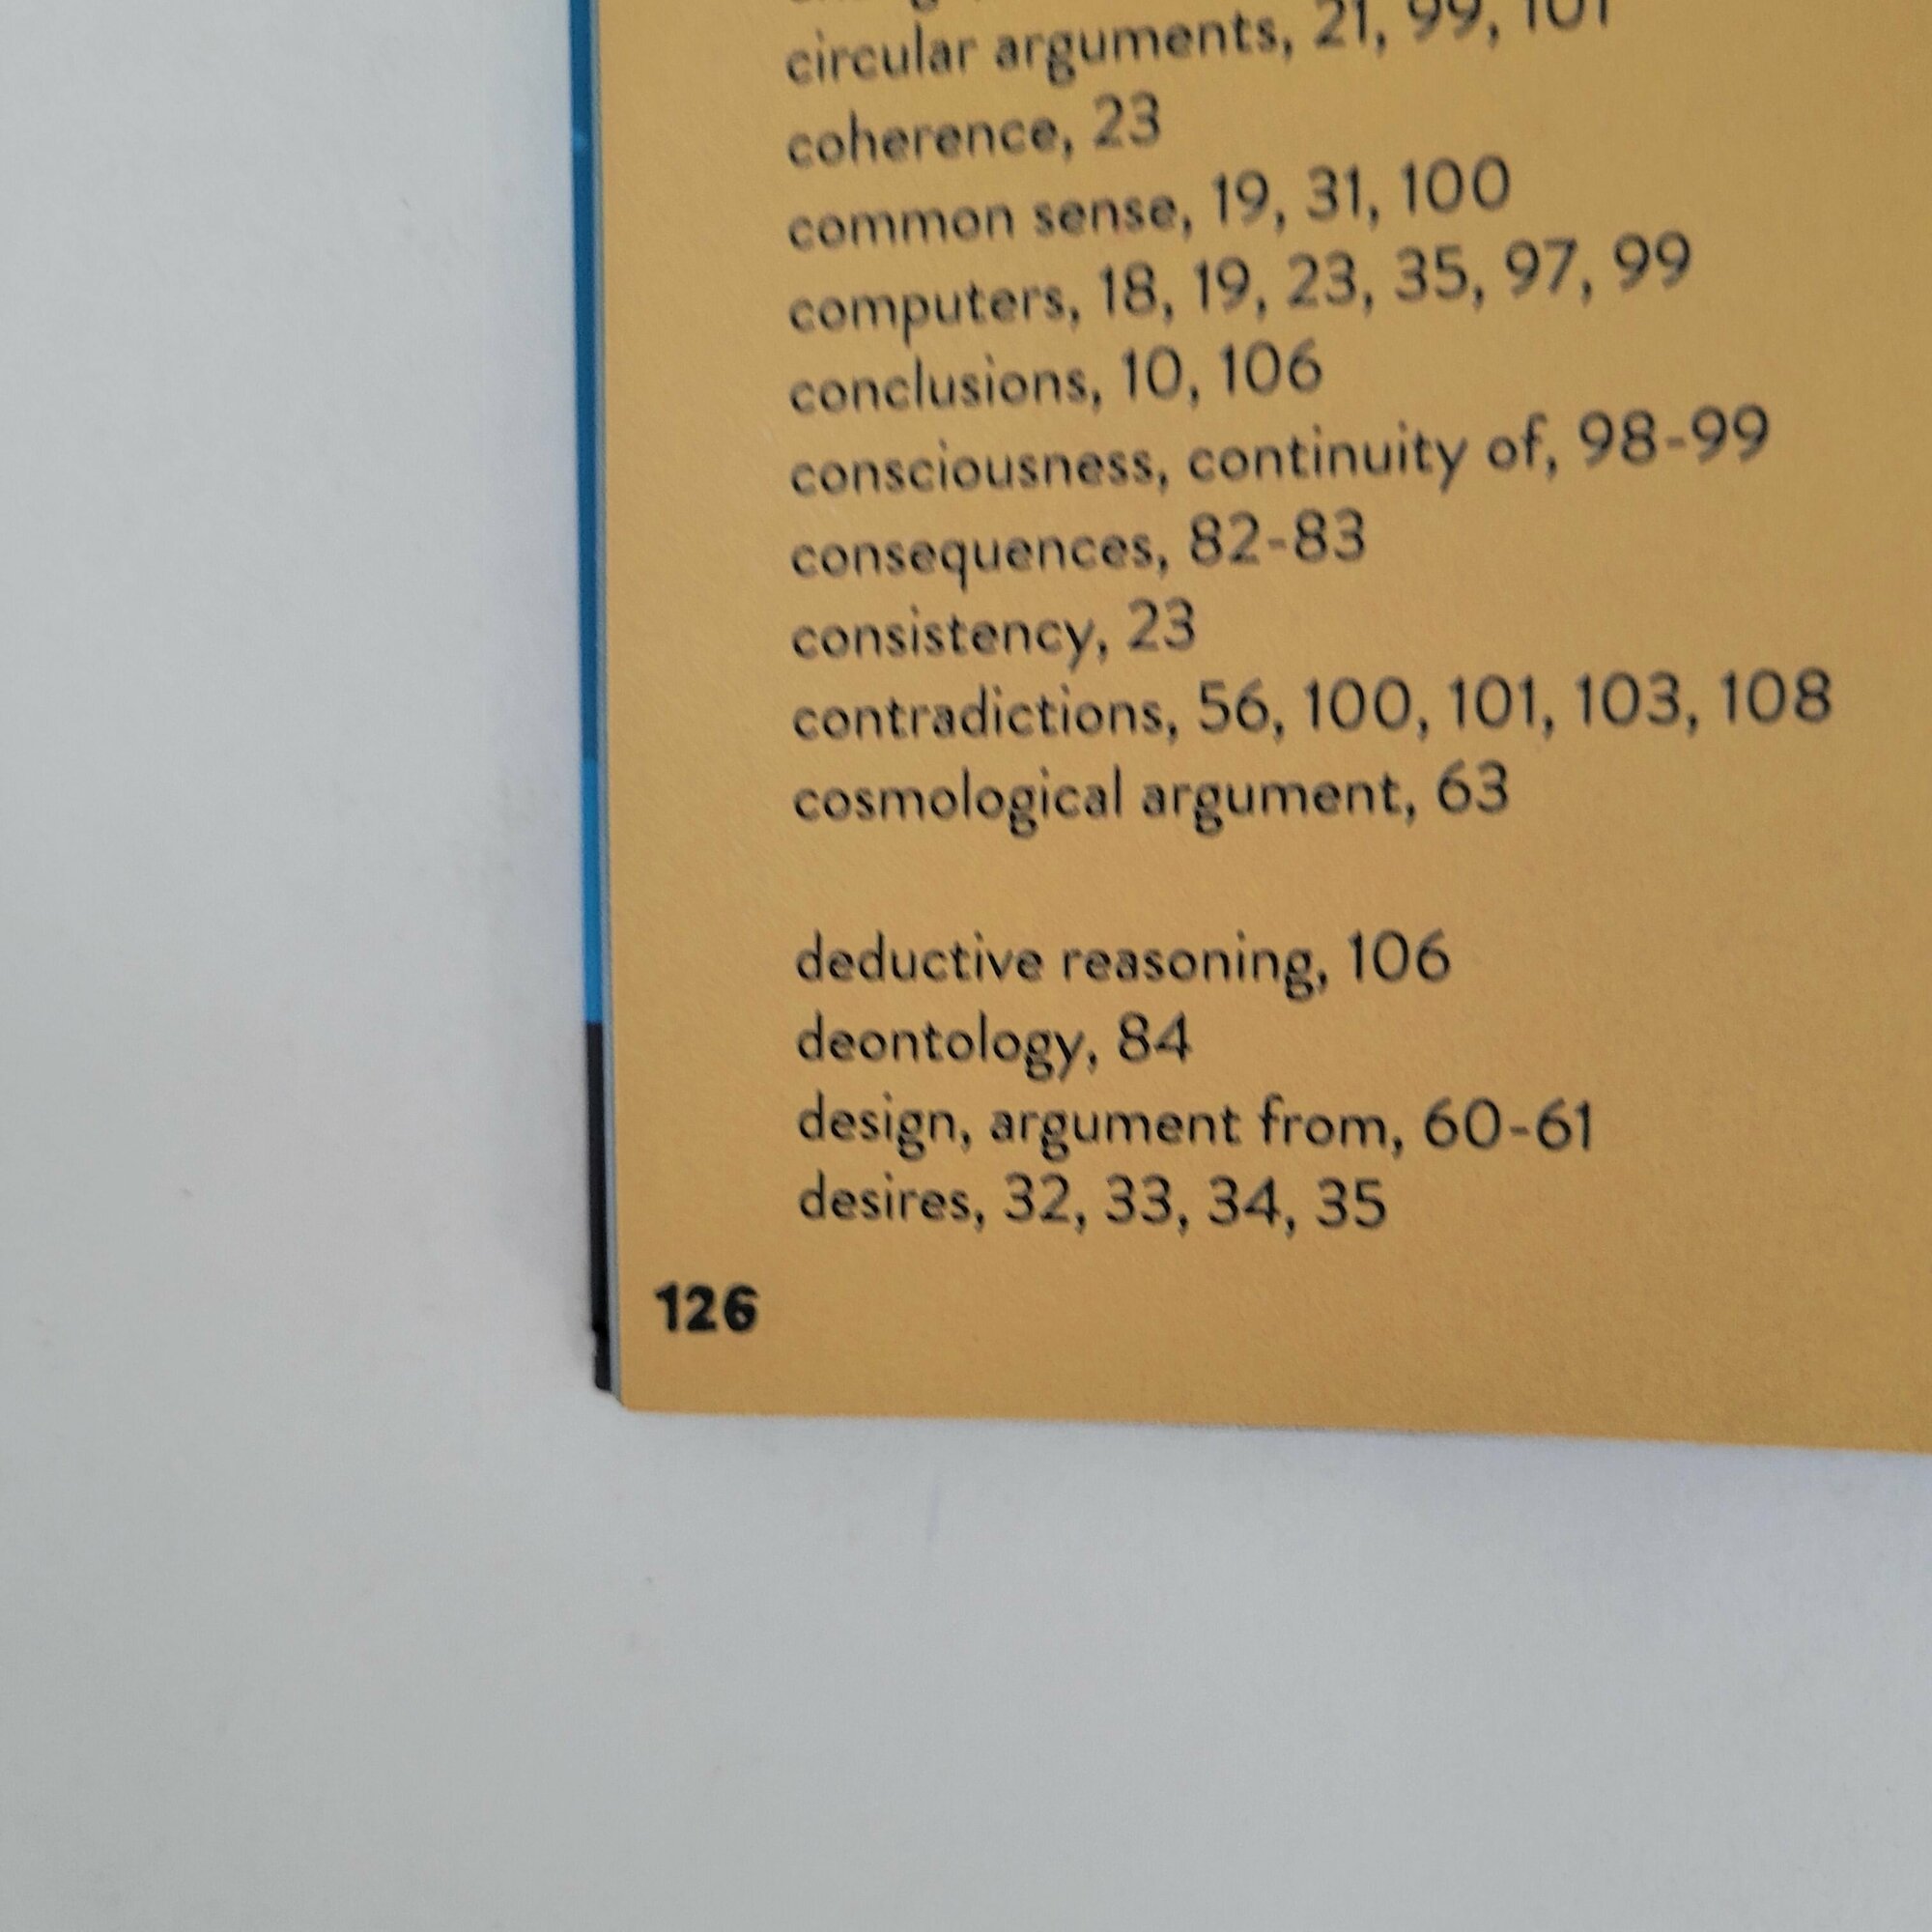 circular arguments, 21, 99, 101
coherence, 23
common sense, 19, 31, 100
computers, 18, 19, 23, 35, 97, 99
conclusions, 10, 106
consciousness, continuity of, 98-99
consequences, 82-83
consistency, 23
contradictions, 56, 100, 101, 103, 108
cosmological argument, 63
deductive reasoning, 106
deontology, 84
design, argument from, 60-61
desires, 32, 33, 34, 35
126